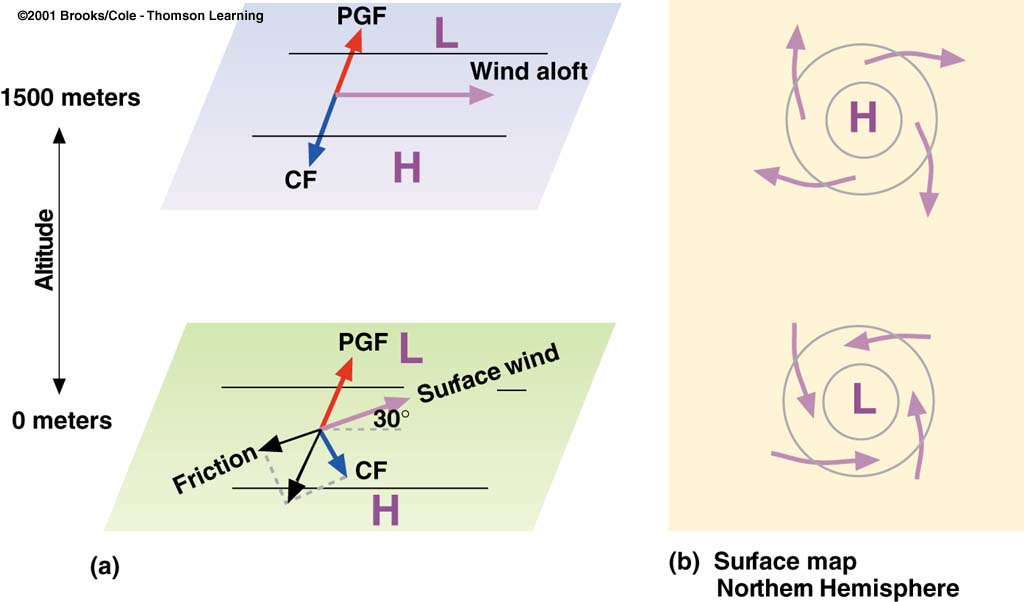 ©2001 Brooks/Cole - Thomson Learning
PGF
L
Wind aloft
1500 meters
CF
H
Altitude
PGF
L
Surface wind
30°
0 meters
Friction
CF
H
(a)
H
L
(b) Surface map
Northern Hemisphere